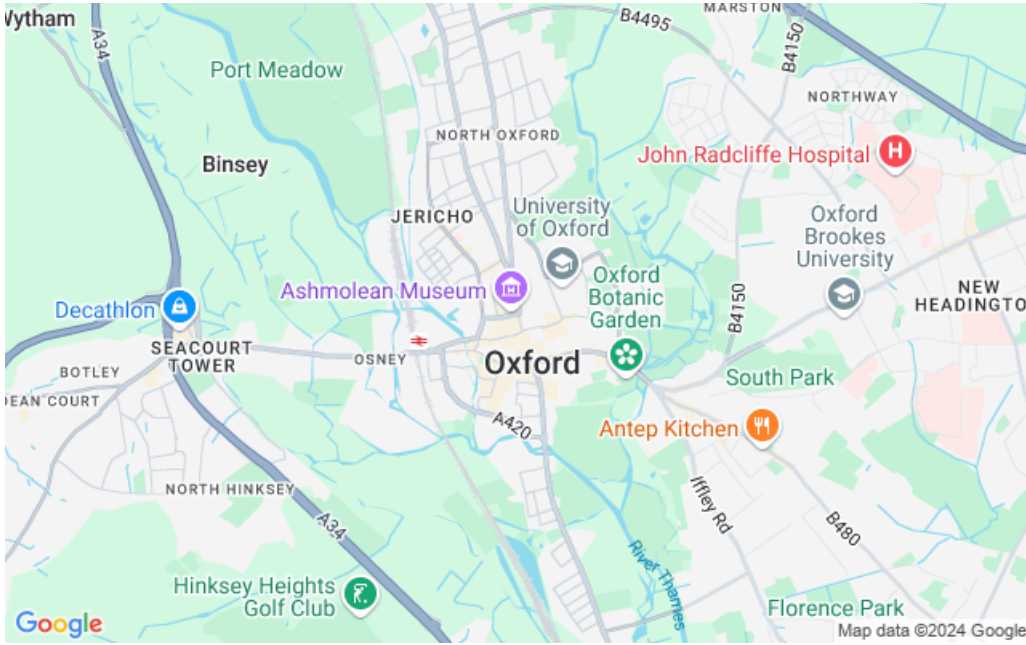 Wytham
A34
Port Meadow
B4495
MARSTON
B4150
NORTHWAY
NORTH OXFORD
John Radcliffe Hospital
H
Binsey
JERICHO
University
of Oxford
Oxford
Brookes
University
Ashmolean Museum
Oxford
Botanic
Garden
B4150
NEW
HEADINGTO
Decathlon
SEACOURT
TOWER
OSNEY
Oxford
BOTLEY
DEAN COURT
South Park
A420
Antep Kitchen
NORTH HINKSEY
Iffley Rd
A34
B480
River Thames
Hinksey Heights
Golf Club
Florence Park
Google
Map data ©2024 Google